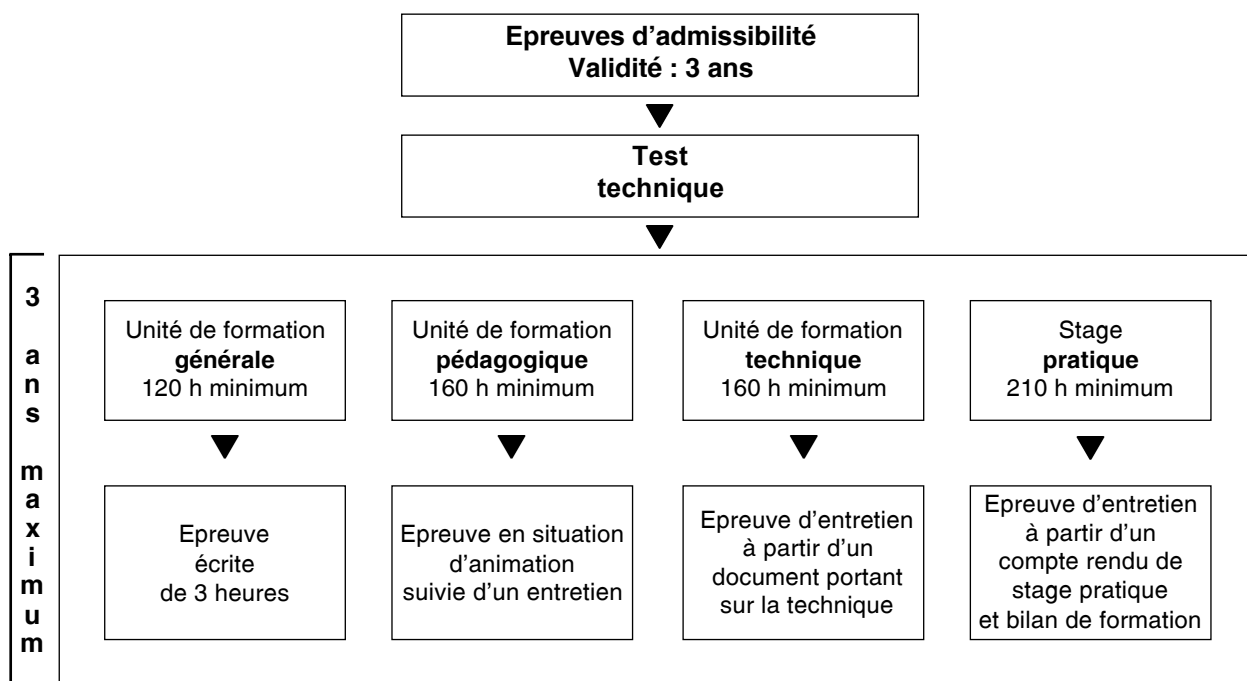 Epreuves d'admissibilité
Validité : 3 ans
Test
technique
3 ans maximum
Unité de formation
générale
120 h minimum
Unité de formation
pédagogique
160 h minimum
Unité de formation
technique
160 h minimum
Stage
pratique
210 h minimum
Epreuve
écrite
de 3 heures
Epreuve en situation
d'animation
suivie d'un entretien
Epreuve d'entretien
à partir d'un
document portant
sur la technique
Epreuve d'entretien
à partir d'un
compte rendu de
stage pratique
et bilan de formation